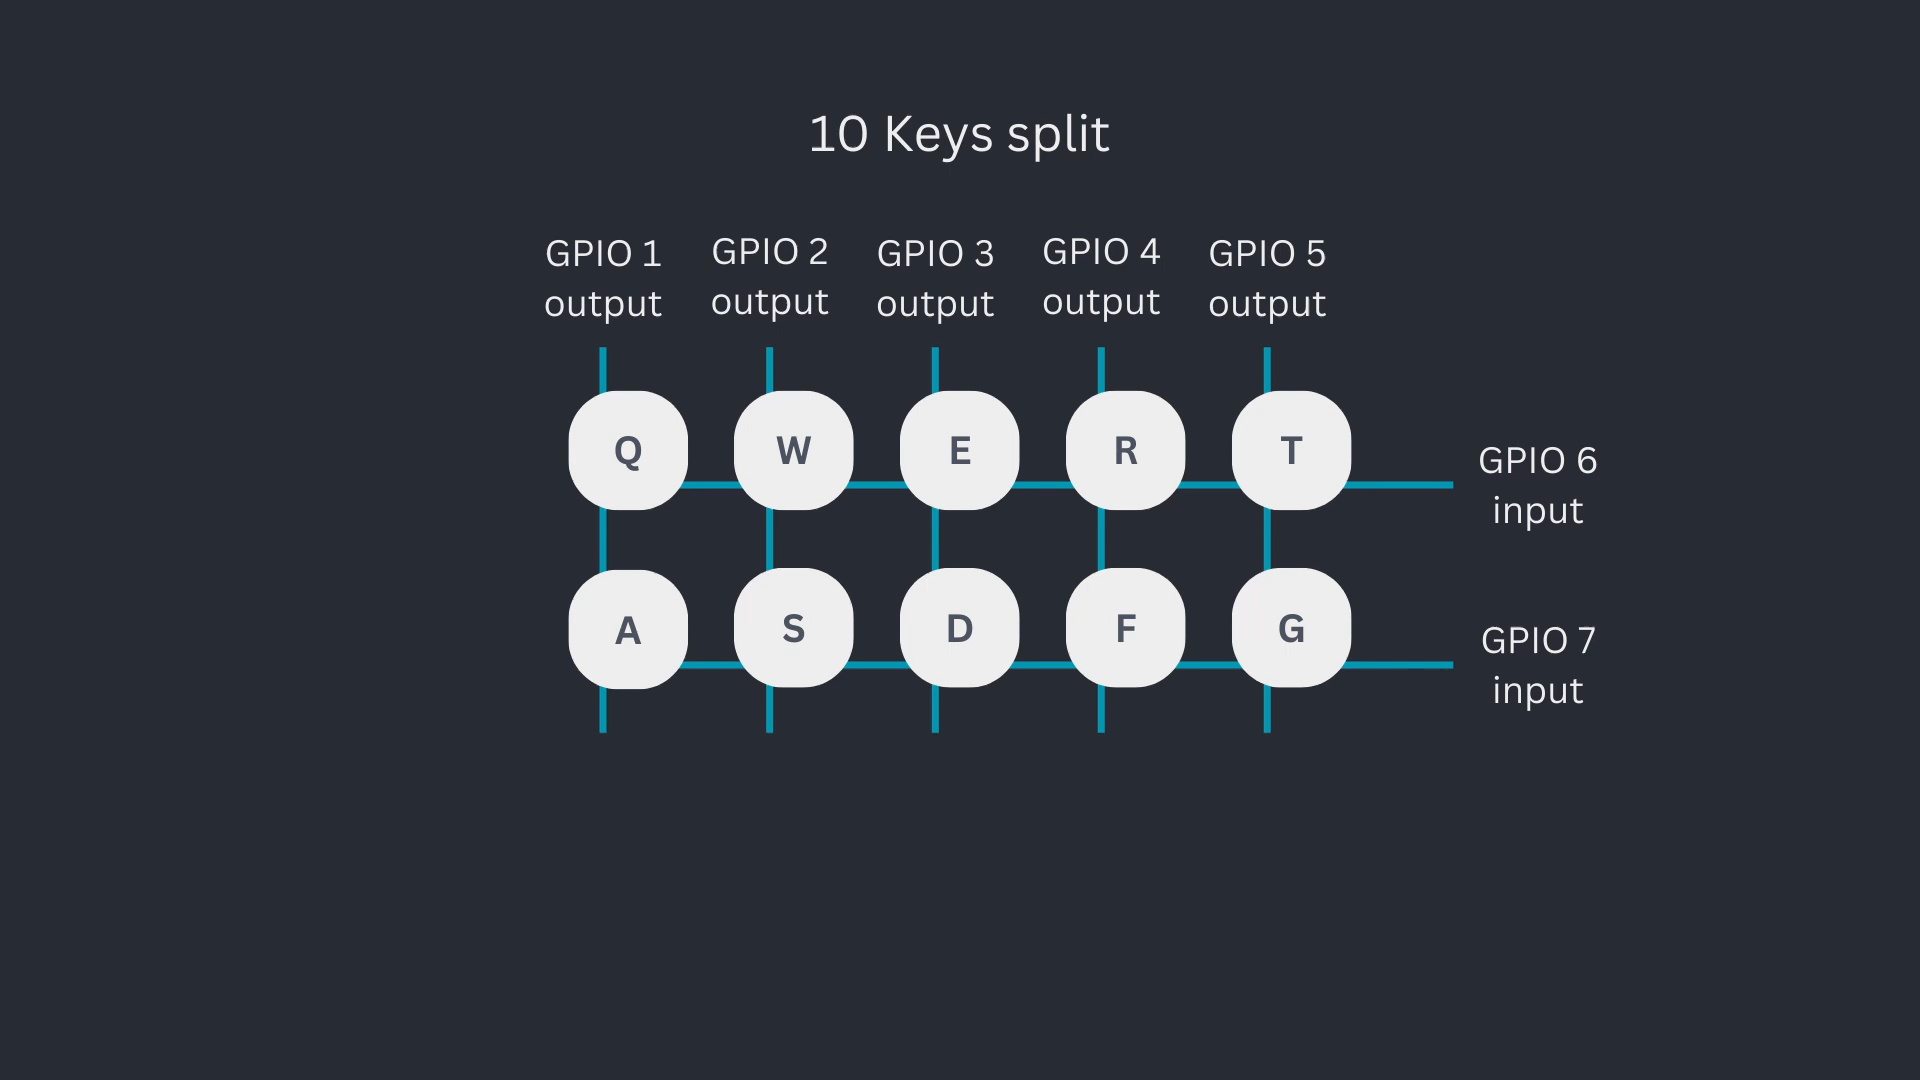 10 Keys split
GPIO 1 GPIO 2 GPIO 3 GPIO 4 GPIO 5
output output output output output
Q W E R T
GPIO 6
input
A S D F G
GPIO 7
input